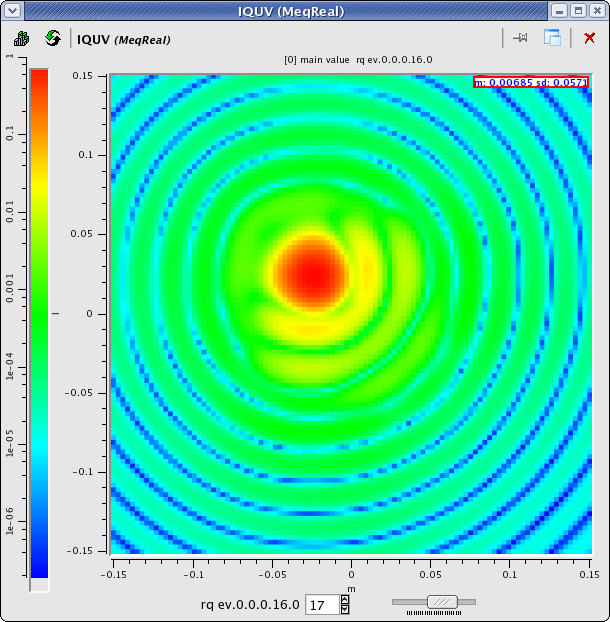 IQUV (MeqReal)
IQUV (MeqReal)
[0] main value rq ev.0.0.0.16.0
m: 0.00685 sd: 0.0571
1
0.1
0.01
0.001
1e-04
1e-05
1e-06
0.15
0.1
0.05
0
-0.05
-0.1
-0.15
-0.15
-0.1
-0.05
0
0.05
0.1
0.15
m
rq ev.0.0.0.16.0
17